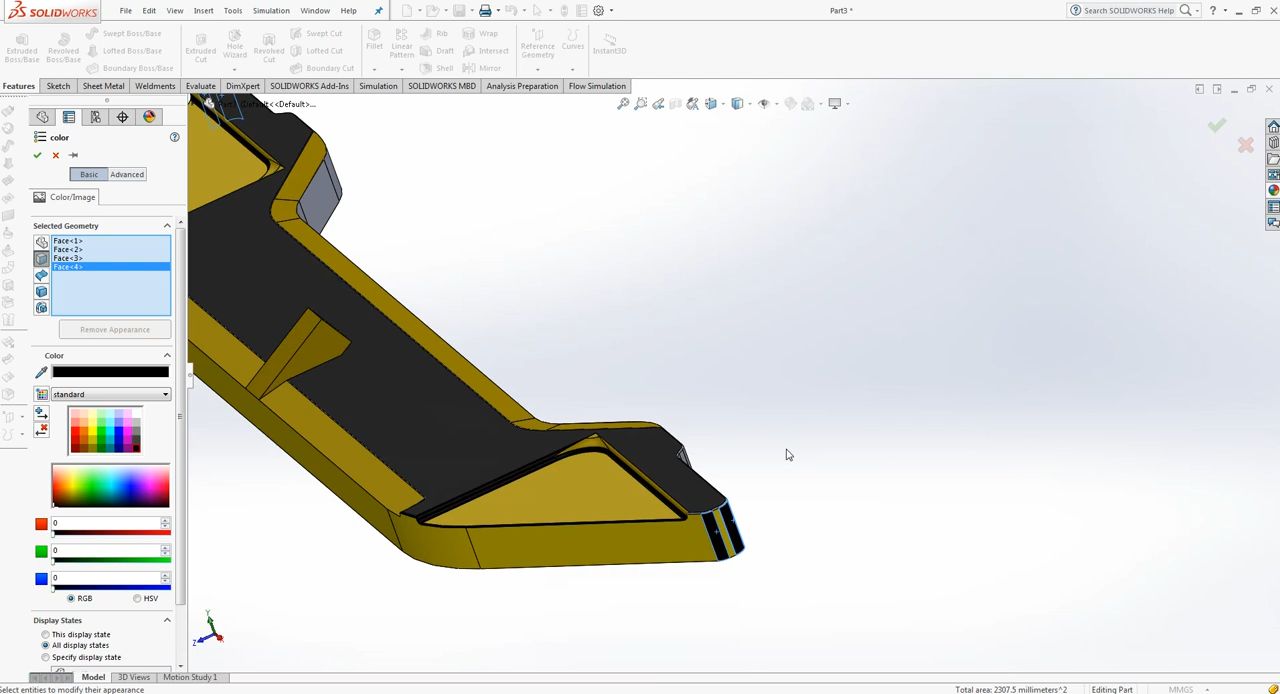 SOLIDWORKS File Edit View Insert Tools Simulation Window Help Part3 * Search SOLIDWORKS Help
Extruded Boss/Base Revolved Boss/Base Swept Boss/Base Lofted Boss/Base Boundary Boss/Base Extruded Cut Hole Wizard Revolved Cut Swept Cut Lofted Cut Boundary Cut Fillet Linear Pattern Rib Draft Shell Wrap Intersect Mirror Reference Geometry Curves Instant3D
Features Sketch Sheet Metal Weldments Evaluate DimXpert SOLIDWORKS Add-Ins Simulation SOLIDWORKS MBD Analysis Preparation Flow Simulation
(Default<<Default>...
color
Basic Advanced
Color/Image
Selected Geometry
Face<1>
Face<2>
Face<3>
Face<4>
Remove Appearance
Color
standard
0
0
0
RGB HSV
Display States
This display state
All display states
Specify display state
Model 3D Views Motion Study 1
Select entities to modify their appearance Total area: 2307.5 millimeters^2 Editing Part MMGS
Y
Z